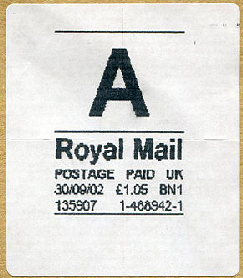 A
Royal Mail
POSTAGE PAID UK
30/09/02 £1.05 BN1
135907 1-468942-1